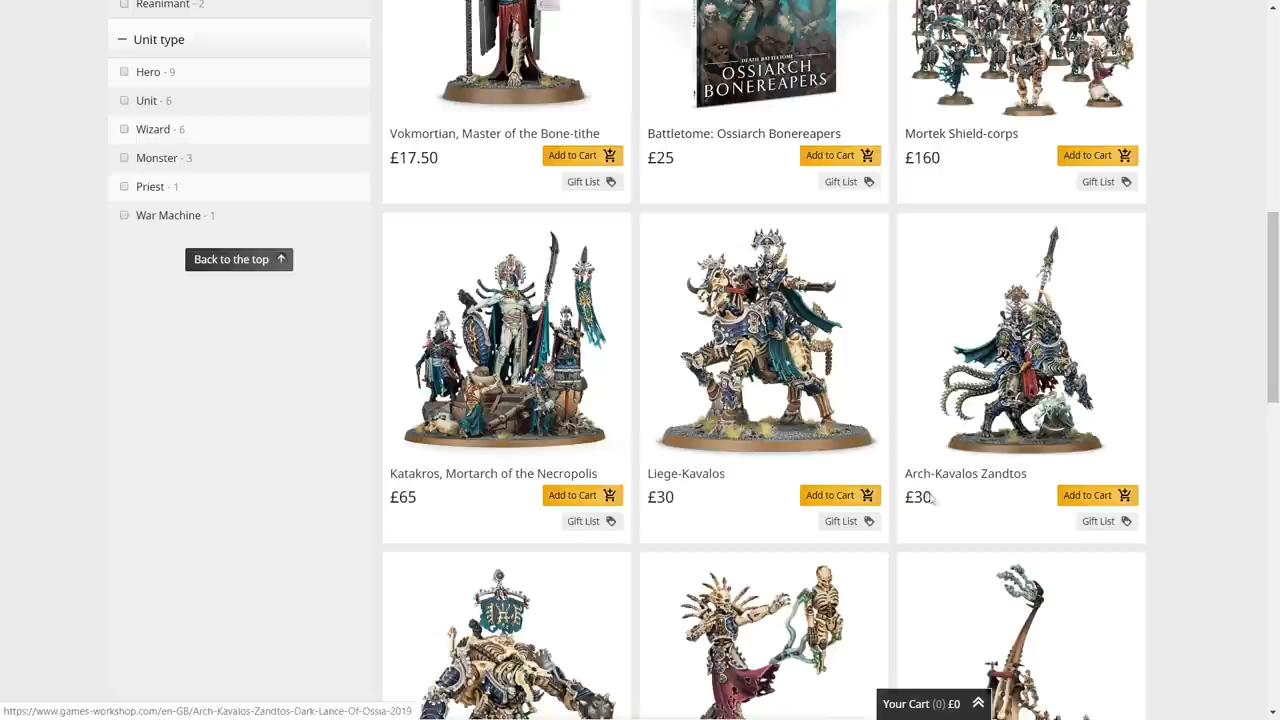 Reanimant - 2
Unit type
Hero - 9
Unit - 6
Wizard - 6
Monster - 3
Priest - 1
War Machine - 1
Back to the top
DEATH BATTLETOME
OSSIARCH
BONEREAPERS
Vokmortian, Master of the Bone-tithe
£17.50
Add to Cart
Gift List
Battletome: Ossiarch Bonereapers
£25
Add to Cart
Gift List
Mortek Shield-corps
£160
Add to Cart
Gift List
Katakros, Mortarch of the Necropolis
£65
Add to Cart
Gift List
Liege-Kavalos
£30
Add to Cart
Gift List
Arch-Kavalos Zandtos
£30
Add to Cart
Gift List
Your Cart (0) £0
https://www.games-workshop.com/en-GB/Arch-Kavalos-Zandtos-Dark-Lance-Of-Ossia-2019